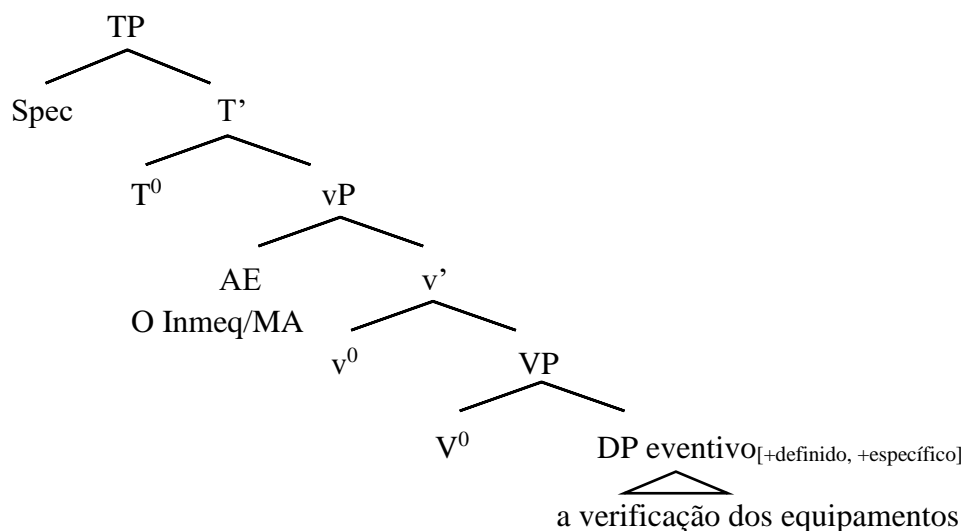 TP
Spec T’
T⁰ vP
AE v’
O Inmeq/MA
v⁰ VP
V⁰ DP eventivo[+definido, +específico]
a verificação dos equipamentos